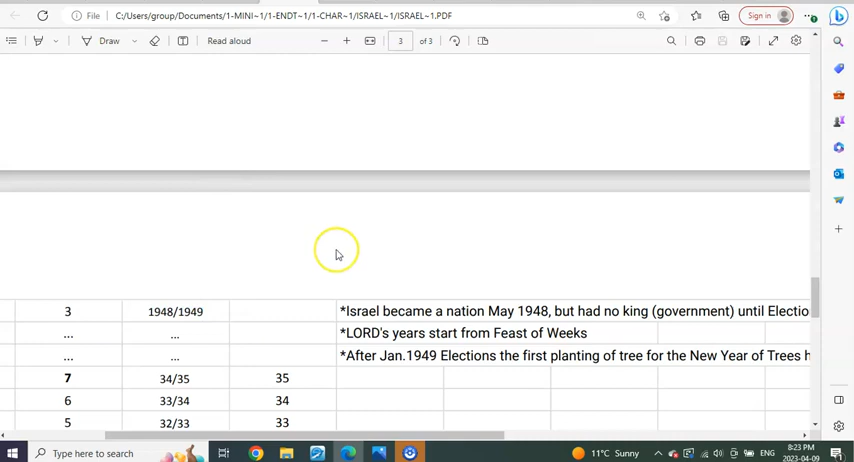 File
C:/Users/group/Documents/1-MINI~1/1-ENDT~1/1-CHAR~1/ISRAEL~1/ISRAEL~1.PDF
Sign in
Draw
Read aloud
3
of 3
3 1948/1949 *Israel became a nation May 1948, but had no king (government) until Electio
... ... *LORD's years start from Feast of Weeks
... ... *After Jan.1949 Elections the first planting of tree for the New Year of Trees h
7 34/35 35
6 33/34 34
5 32/33 33
Type here to search
11°C Sunny
ENG
8:23 PM
2023-04-09